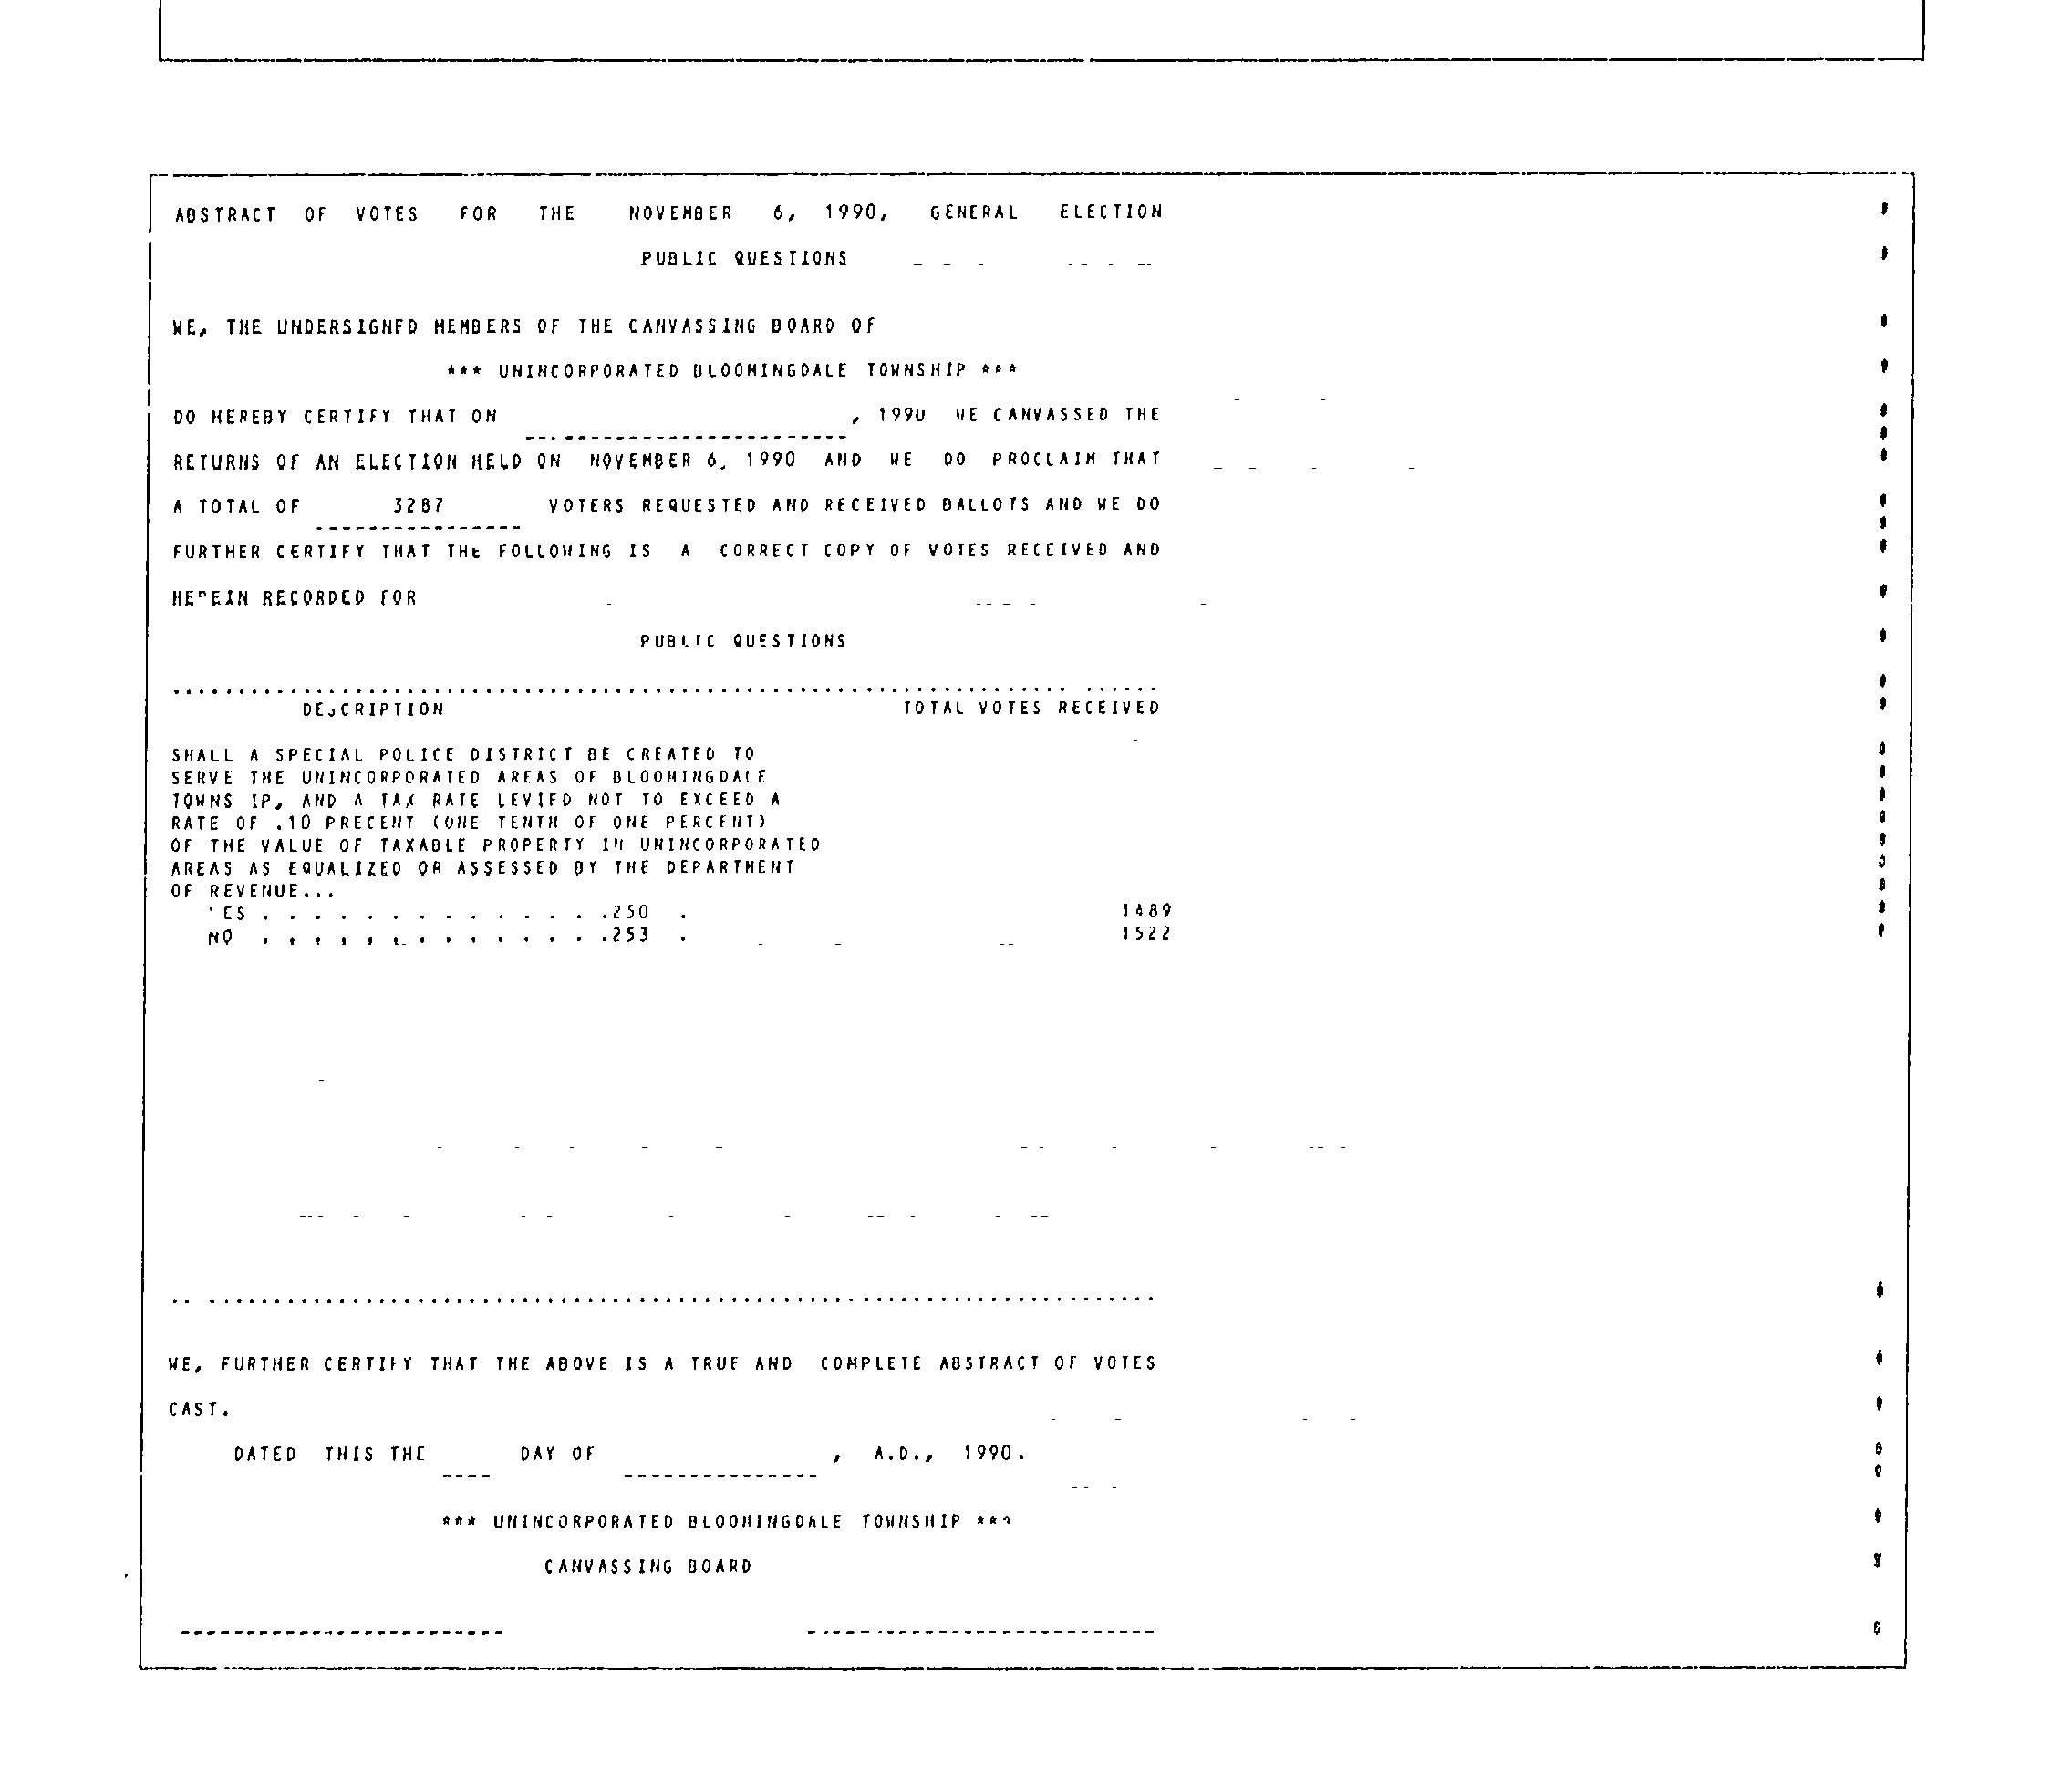 ABSTRACT OF VOTES FOR THE NOVEMBER 6, 1990, GENERAL ELECTION
PUBLIC QUESTIONS
WE, THE UNDERSIGNED MEMBERS OF THE CANVASSING BOARD OF
*** UNINCORPORATED BLOOMINGDALE TOWNSHIP ***
DO HEREBY CERTIFY THAT ON , 1990 WE CANVASSED THE
RETURNS OF AN ELECTION HELD ON NOVEMBER 6, 1990 AND WE DO PROCLAIM THAT
A TOTAL OF 3287 VOTERS REQUESTED AND RECEIVED BALLOTS AND WE DO
FURTHER CERTIFY THAT THE FOLLOWING IS A CORRECT COPY OF VOTES RECEIVED AND
HEREIN RECORDED FOR
PUBLIC QUESTIONS
DESCRIPTION TOTAL VOTES RECEIVED
SHALL A SPECIAL POLICE DISTRICT BE CREATED TO
SERVE THE UNINCORPORATED AREAS OF BLOOMINGDALE
TOWNS IP, AND A TAX RATE LEVIED NOT TO EXCEED A
RATE OF .10 PRECENT (ONE TENTH OF ONE PERCENT)
OF THE VALUE OF TAXABLE PROPERTY IN UNINCORPORATED
AREAS AS EQUALIZED OR ASSESSED BY THE DEPARTMENT
OF REVENUE...
YES . . . . . . . . . . . . . .250 . 1489
NO . . . . . . . . . . . . . .253 . 1522
WE, FURTHER CERTIFY THAT THE ABOVE IS A TRUE AND COMPLETE ABSTRACT OF VOTES
CAST.
DATED THIS THE DAY OF , A.D., 1990.
*** UNINCORPORATED BLOOMINGDALE TOWNSHIP ***
CANVASSING BOARD